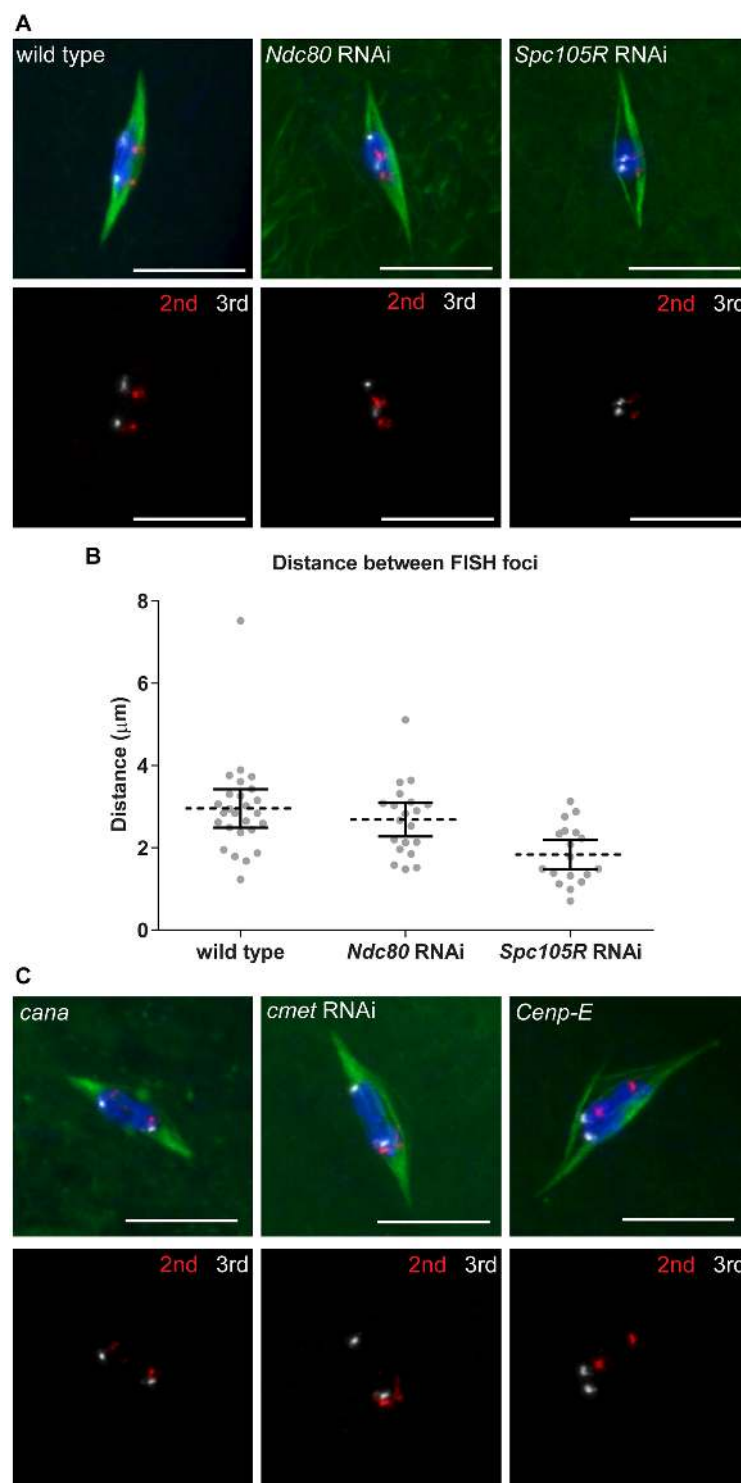 A
wild type
Ndc80 RNAi
Spc105R RNAi
2nd 3rd
2nd 3rd
2nd 3rd
B
Distance between FISH foci
Distance (μm)
8
6
4
2
0
wild type
Ndc80 RNAi
Spc105R RNAi
C
cana
cmet RNAi
Cenp-E
2nd 3rd
2nd 3rd
2nd 3rd